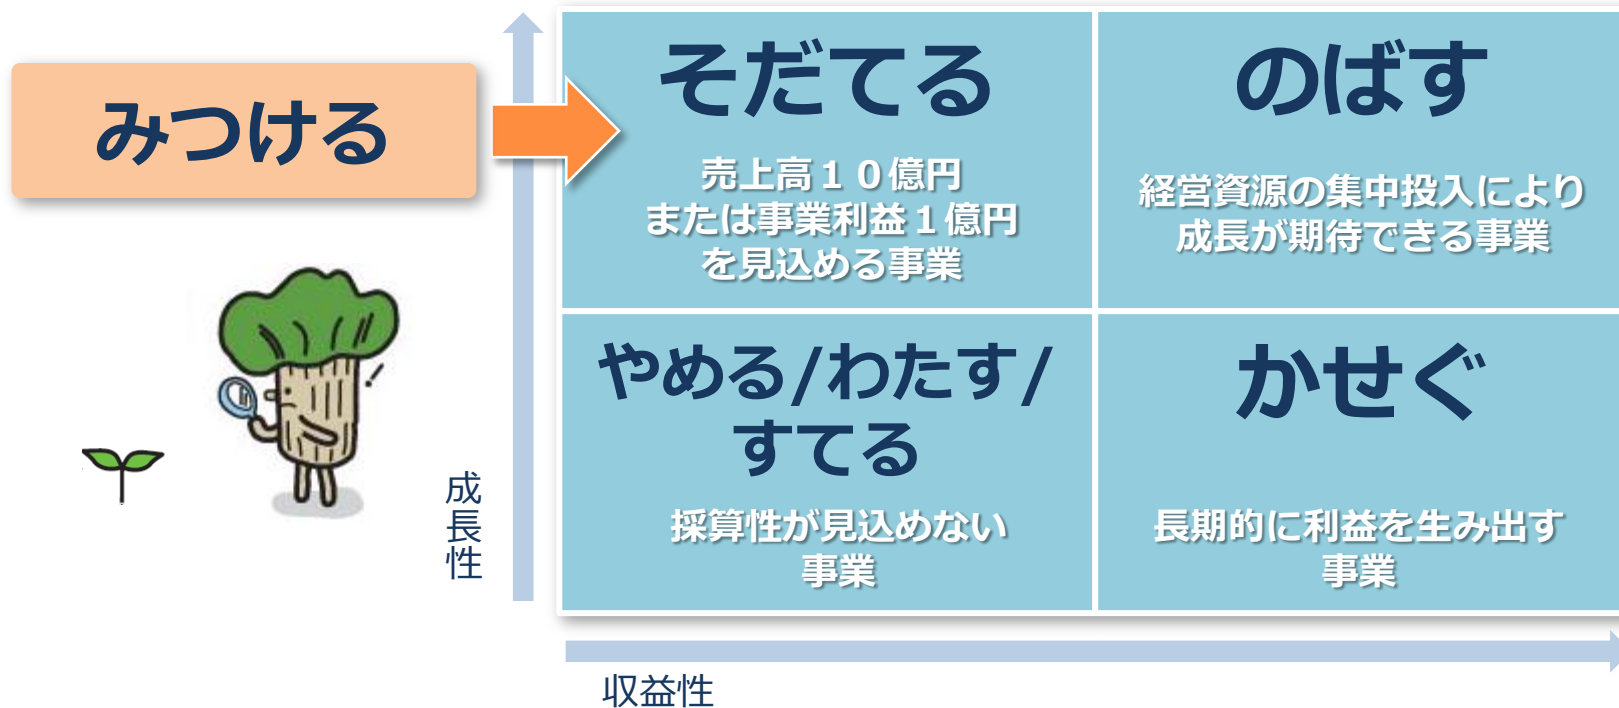 みつける
そだてる
売上高１０億円
または事業利益１億円
を見込める事業
のばす
経営資源の集中投入により
成長が期待できる事業
やめる/わたす/
すてる
採算性が見込めない
事業
かせぐ
長期的に利益を生み出す
事業
成長性
収益性